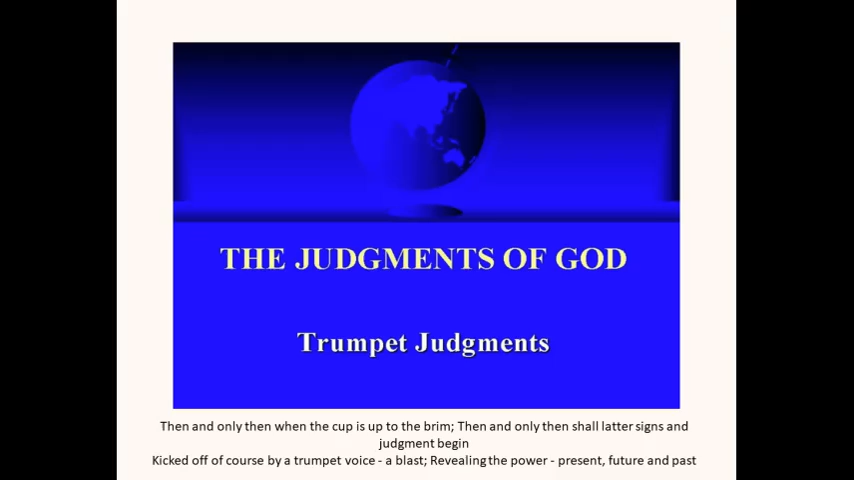 THE JUDGMENTS OF GOD
Trumpet Judgments
Then and only then when the cup is up to the brim; Then and only then shall latter signs and
judgment begin
Kicked off of course by a trumpet voice - a blast; Revealing the power - present, future and past